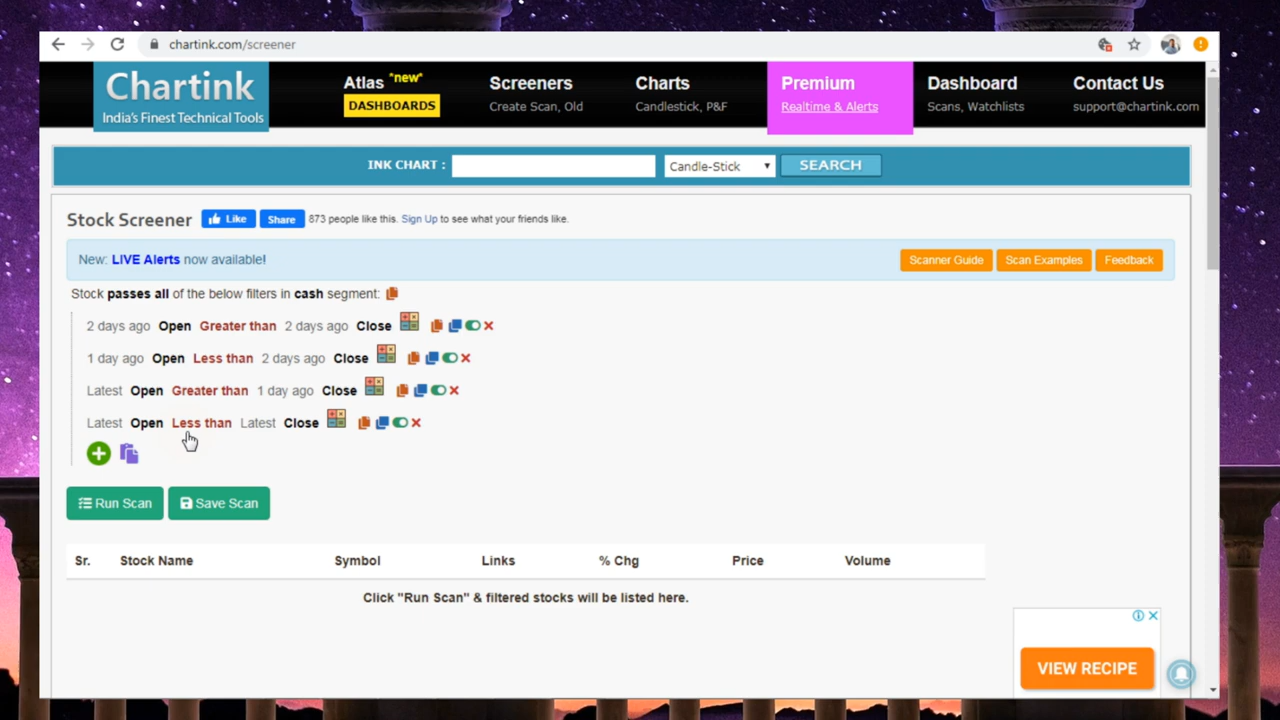 chartink.com/screener
Chartink
India's Finest Technical Tools
Atlas *new*
DASHBOARDS
Screeners
Create Scan, Old
Charts
Candlestick, P&F
Premium
Realtime & Alerts
Dashboard
Scans, Watchlists
Contact Us
support@chartink.com
INK CHART : Candle-Stick SEARCH
Stock Screener Like Share 873 people like this. Sign Up to see what your friends like.
New: LIVE Alerts now available! Scanner Guide Scan Examples Feedback
Stock passes all of the below filters in cash segment:
2 days ago Open Greater than 2 days ago Close
1 day ago Open Less than 2 days ago Close
Latest Open Greater than 1 day ago Close
Latest Open Less than Latest Close
Run Scan Save Scan
Sr. Stock Name Symbol Links % Chg Price Volume
Click "Run Scan" & filtered stocks will be listed here.
VIEW RECIPE